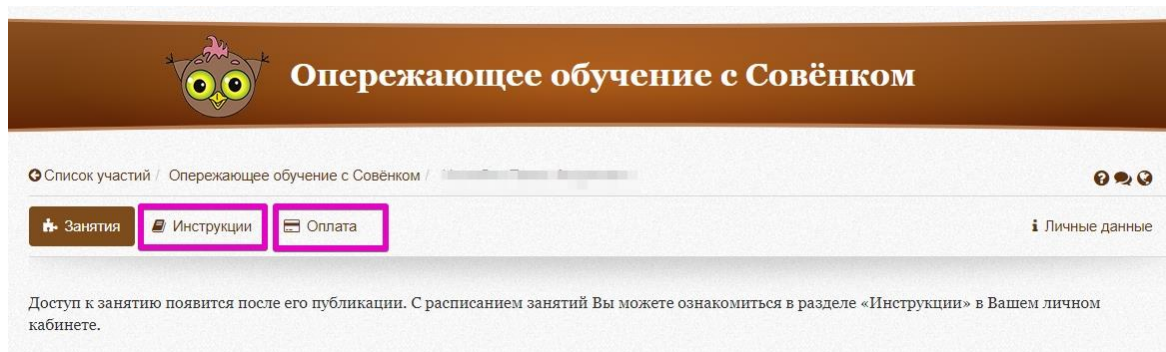 Опережающее обучение с Совёнком
Список участий / Опережающее обучение с Совёнком /
Занятия Инструкции Оплата i Личные данные
Доступ к занятию появится после его публикации. С расписанием занятий Вы можете ознакомиться в разделе «Инструкции» в Вашем личном
кабинете.